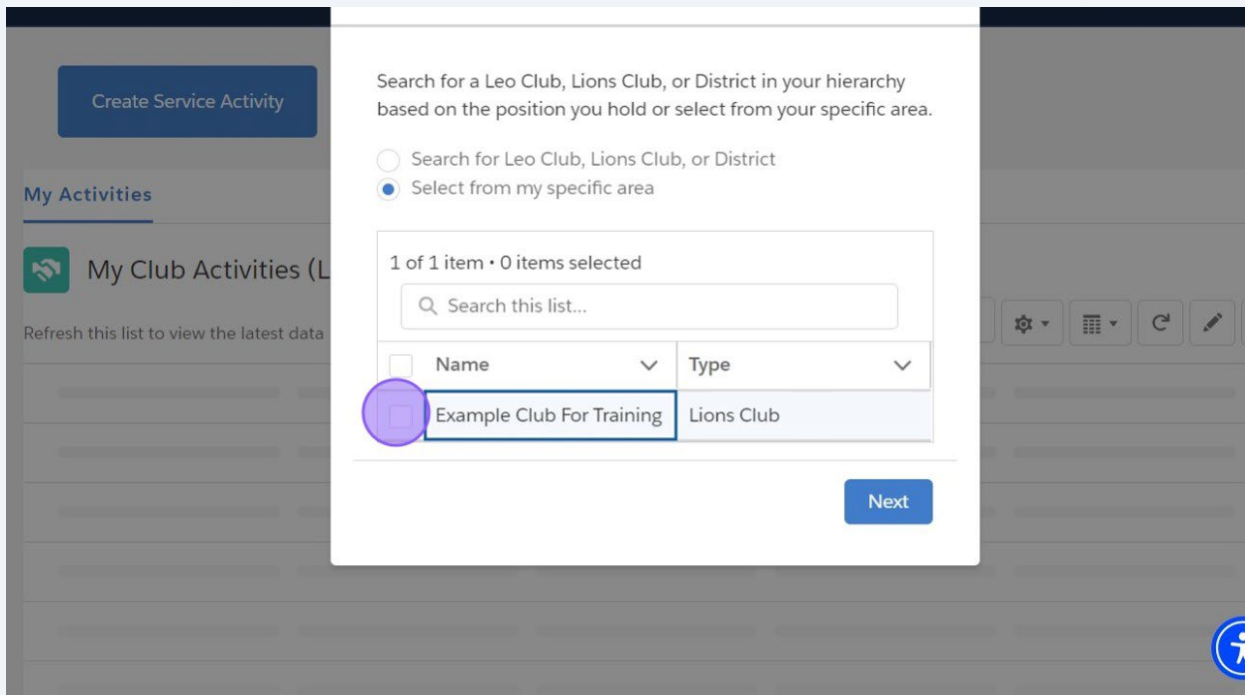 Create Service Activity
My Activities
My Club Activities (L
Refresh this list to view the latest data
Search for a Leo Club, Lions Club, or District in your hierarchy
based on the position you hold or select from your specific area.
Search for Leo Club, Lions Club, or District
Select from my specific area
1 of 1 item • 0 items selected
Search this list...
Name Type
Example Club For Training Lions Club
Next